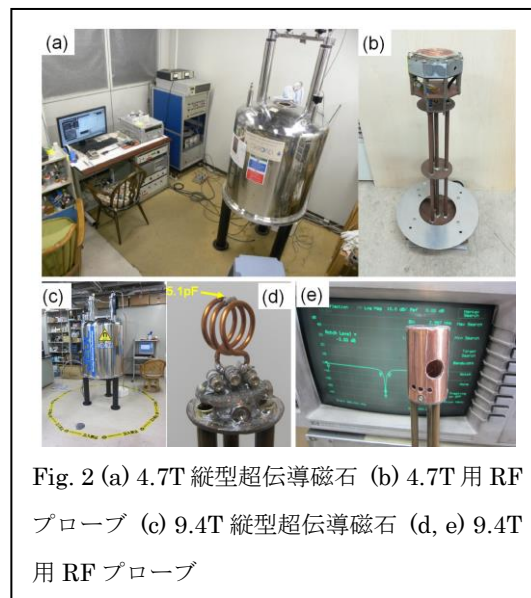 (a)
(b)
(c)
5.1pF
(d)
(e)
Fig. 2 (a) 4.7T 縦型超伝導磁石 (b) 4.7T 用 RF
プローブ (c) 9.4T 縦型超伝導磁石 (d, e) 9.4T
用 RF プローブ